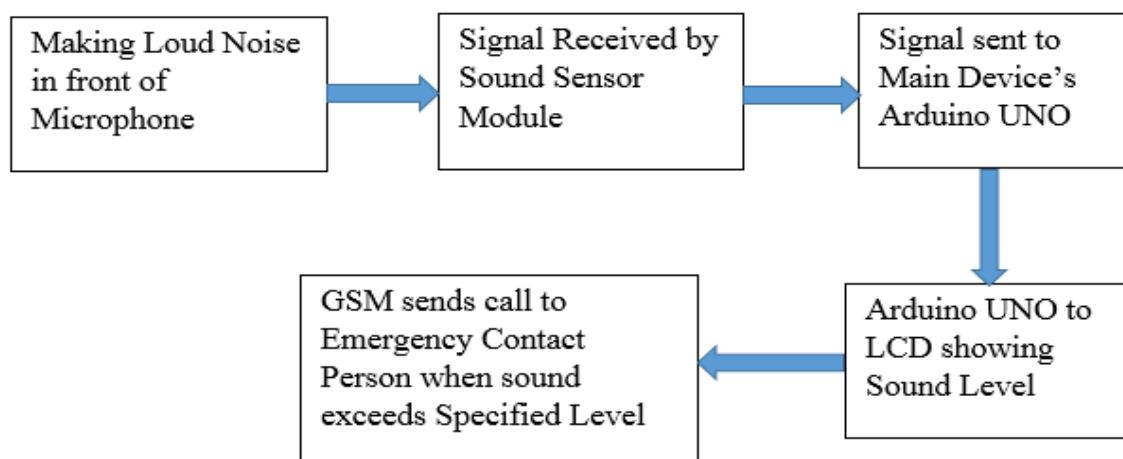 Making Loud Noise
in front of
Microphone
Signal Received by
Sound Sensor
Module
Signal sent to
Main Device's
Arduino UNO
Arduino UNO to
LCD showing
Sound Level
GSM sends call to
Emergency Contact
Person when sound
exceeds Specified Level